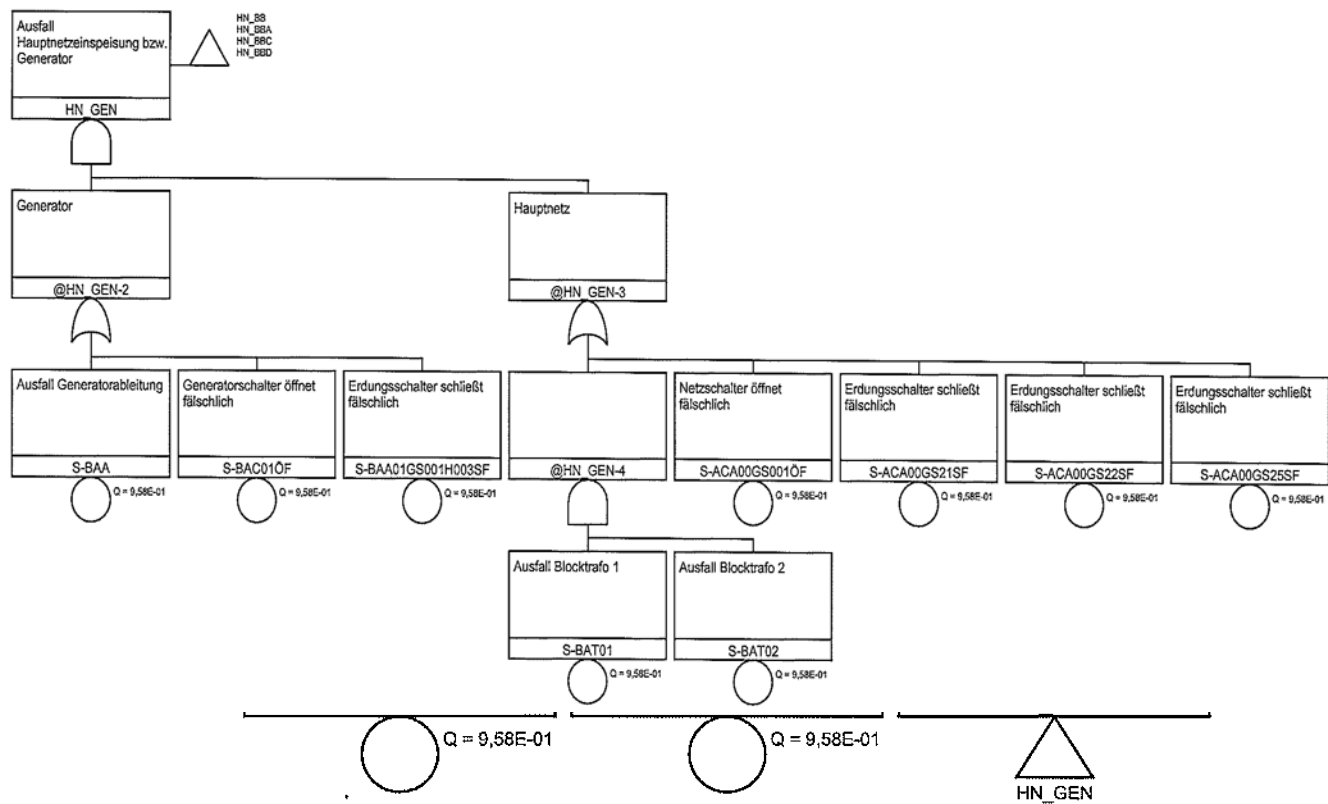 Ausfall
Hauptnetzeinspeisung bzw.
Generator
HN_GEN
HN_BB
HN_BBA
HN_BBC
HN_BBD
Generator
@HN_GEN-2
Hauptnetz
@HN_GEN-3
Ausfall Generatorableitung
S-BAA
Q = 9,58E-01
Generatorschalter öffnet
fälschlich
S-BAC01ÖF
Q = 9,58E-01
Erdungsschalter schließt
fälschlich
S-BAA01GS001H003SF
Q = 9,58E-01
@HN_GEN-4
Netzschalter öffnet
fälschlich
S-ACA00GS001ÖF
Q = 9,58E-01
Erdungsschalter schließt
fälschlich
S-ACA00GS21SF
Q = 9,58E-01
Erdungsschalter schließt
fälschlich
S-ACA00GS22SF
Q = 9,58E-01
Erdungsschalter schließt
fälschlich
S-ACA00GS25SF
Q = 9,58E-01
Ausfall Blocktrafo 1
S-BAT01
Q = 9,58E-01
Ausfall Blocktrafo 2
S-BAT02
Q = 9,58E-01
Q = 9,58E-01
Q = 9,58E-01
HN_GEN